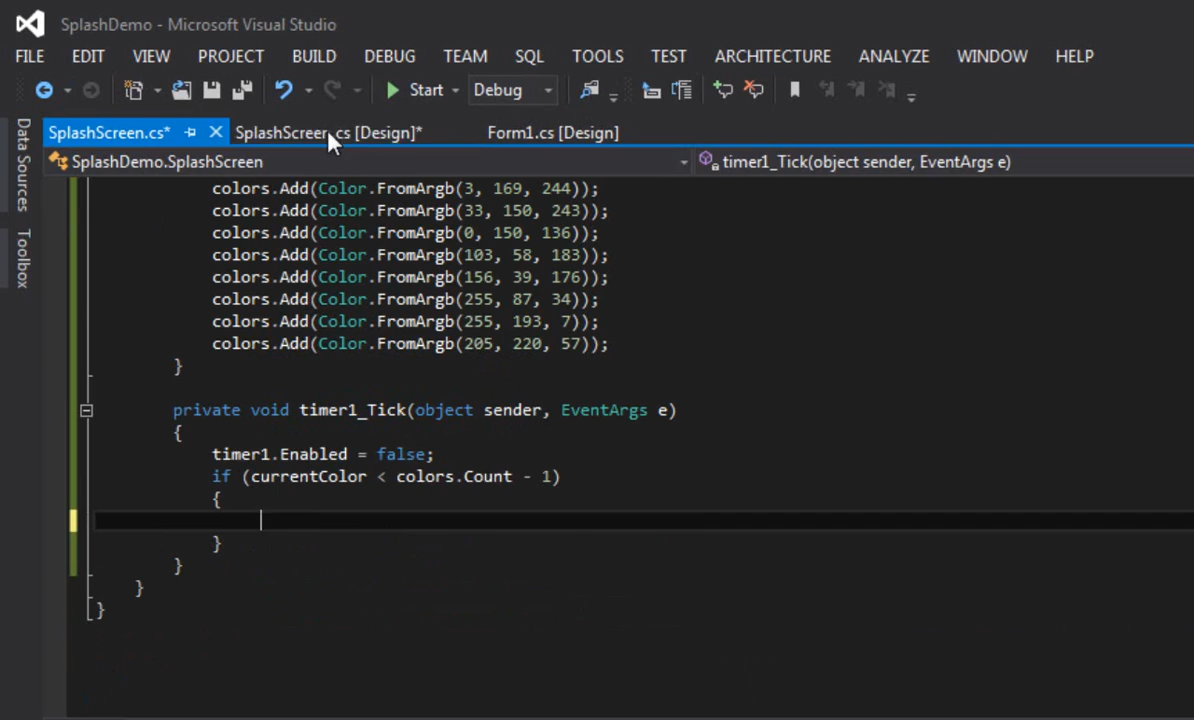 SplashDemo - Microsoft Visual Studio
FILE EDIT VIEW PROJECT BUILD DEBUG TEAM SQL TOOLS TEST ARCHITECTURE ANALYZE WINDOW HELP
Start Debug
SplashScreen.cs* SplashScreen.cs [Design]* Form1.cs [Design]
SplashDemo.SplashScreen timer1_Tick(object sender, EventArgs e)
Data Sources
Toolbox
colors.Add(Color.FromArgb(3, 169, 244));
colors.Add(Color.FromArgb(33, 150, 243));
colors.Add(Color.FromArgb(0, 150, 136));
colors.Add(Color.FromArgb(103, 58, 183));
colors.Add(Color.FromArgb(156, 39, 176));
colors.Add(Color.FromArgb(255, 87, 34));
colors.Add(Color.FromArgb(255, 193, 7));
colors.Add(Color.FromArgb(205, 220, 57));
}
private void timer1_Tick(object sender, EventArgs e)
{
timer1.Enabled = false;
if (currentColor < colors.Count - 1)
{
}
}
}
}